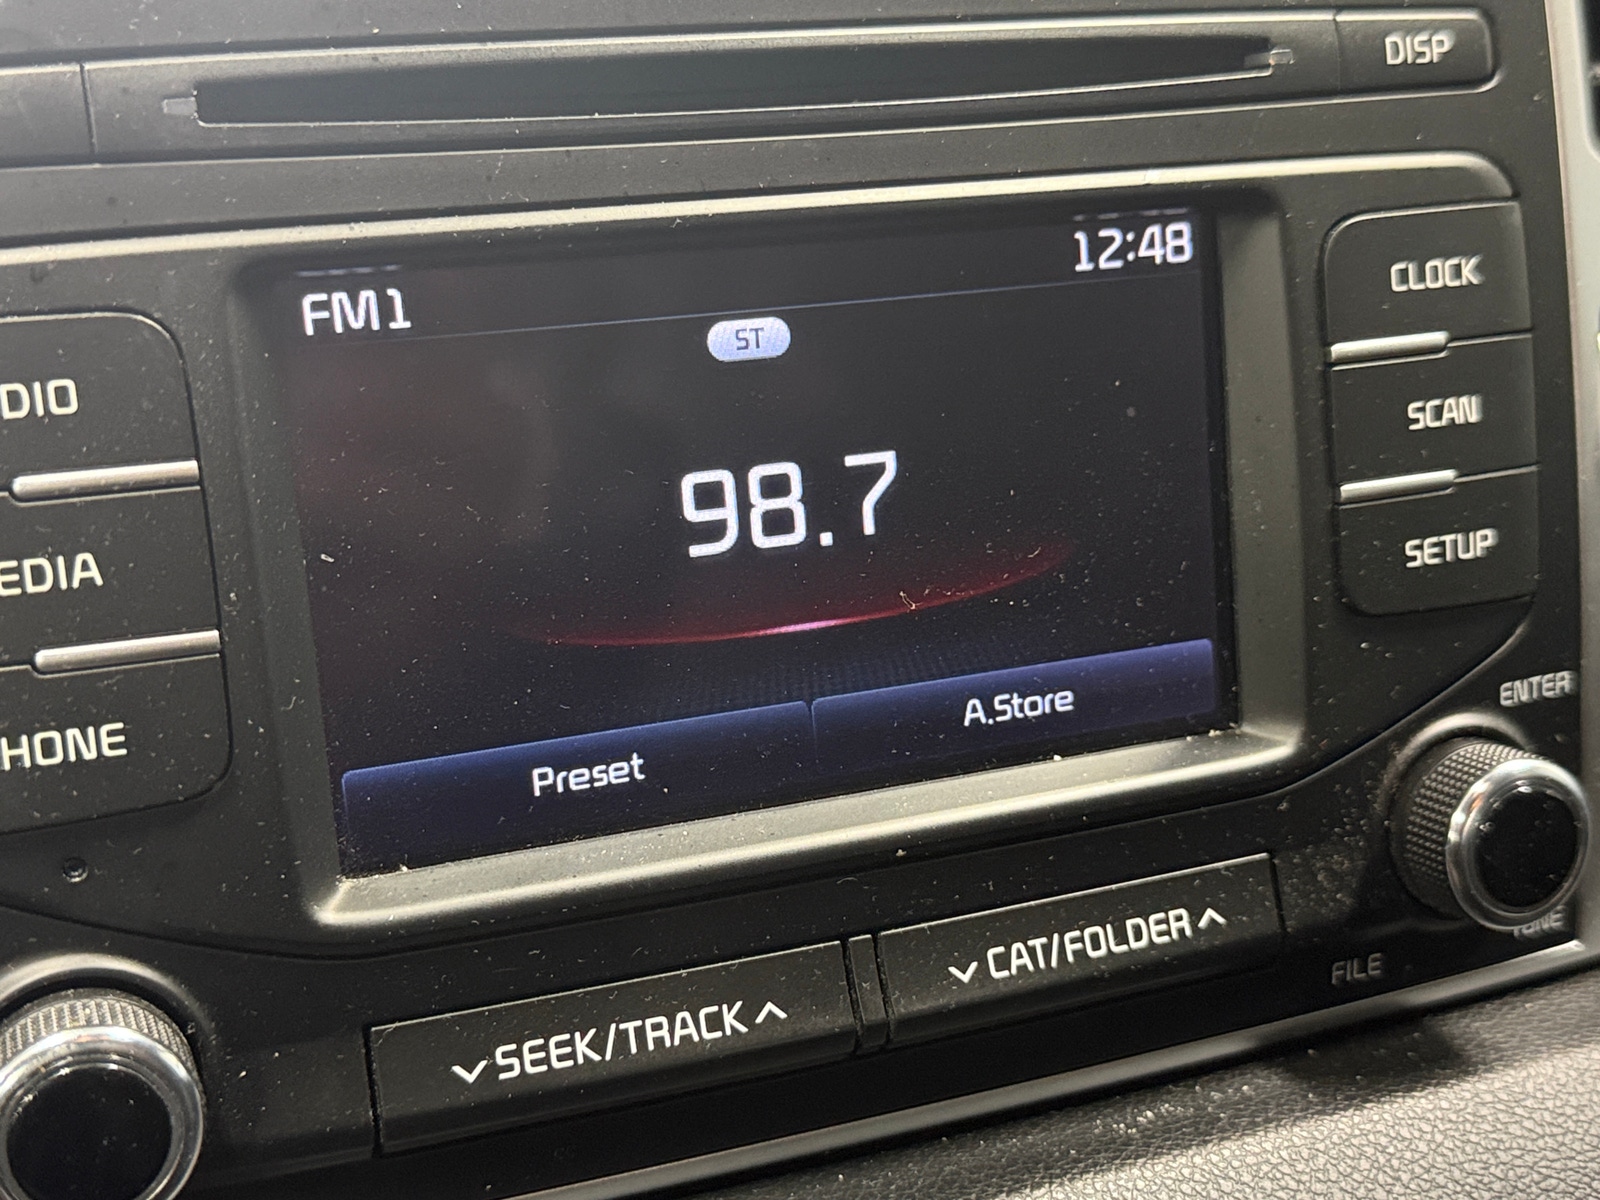 DISP
12:48
FM1
ST
CLOCK
DIO
SCAN
98.7
EDIA
SETUP
ENTER
A.Store
Preset
HONE
TUNE
CAT/FOLDER
FILE
SEEK/TRACK